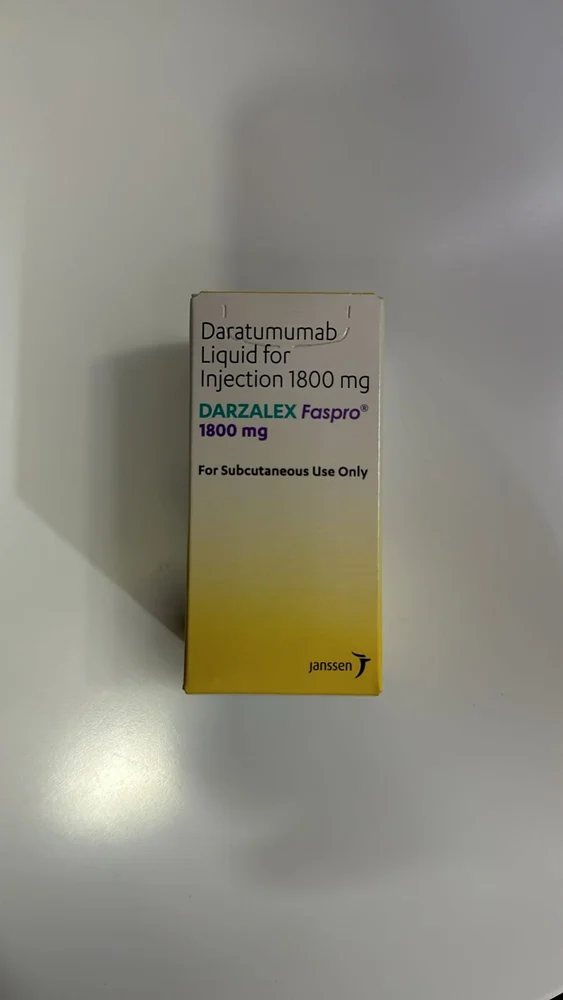 Daratumumab
Liquid for
Injection 1800 mg
DARZALEX Faspro®
1800 mg
For Subcutaneous Use Only
janssen